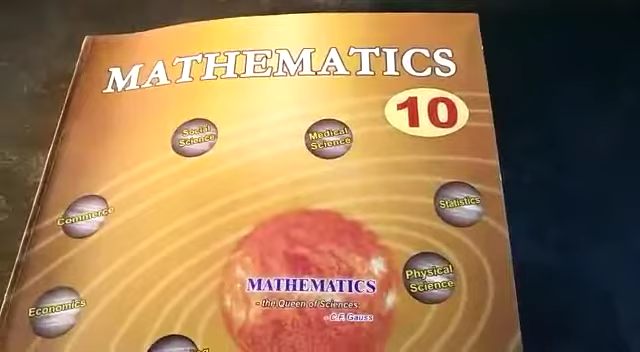 MATHEMATICS
10
Social
Science
Medical
Science
Commerce
Statistics
Physical
Science
MATHEMATICS
- the Queen of Sciences.
- C.F. Gauss
Economics